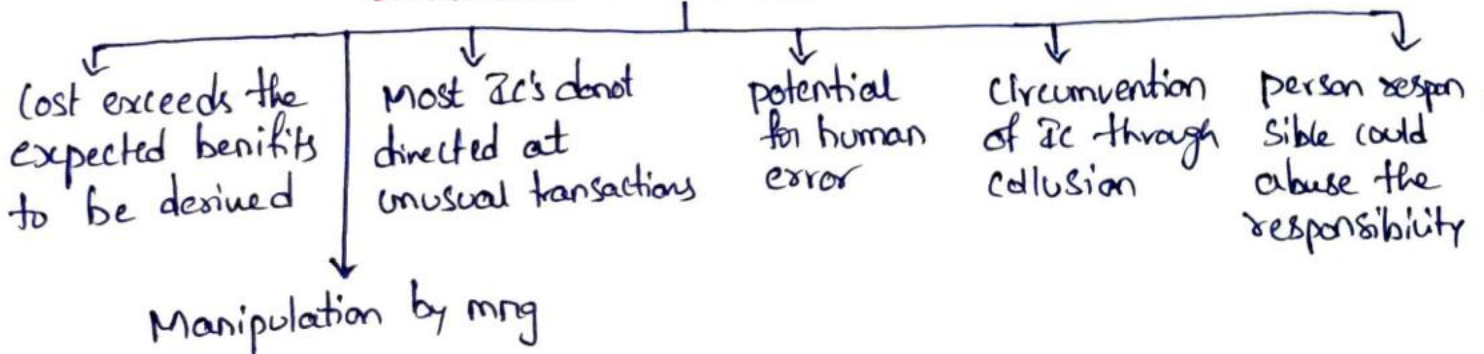 Cost exceeds the
expected benifits
to be derived
Manipulation by mng
Most IC's donot
directed at
unusual transactions
potential
for human
error
Circumvention
of IC through
collusion
person respon
sible could
abuse the
responsibility